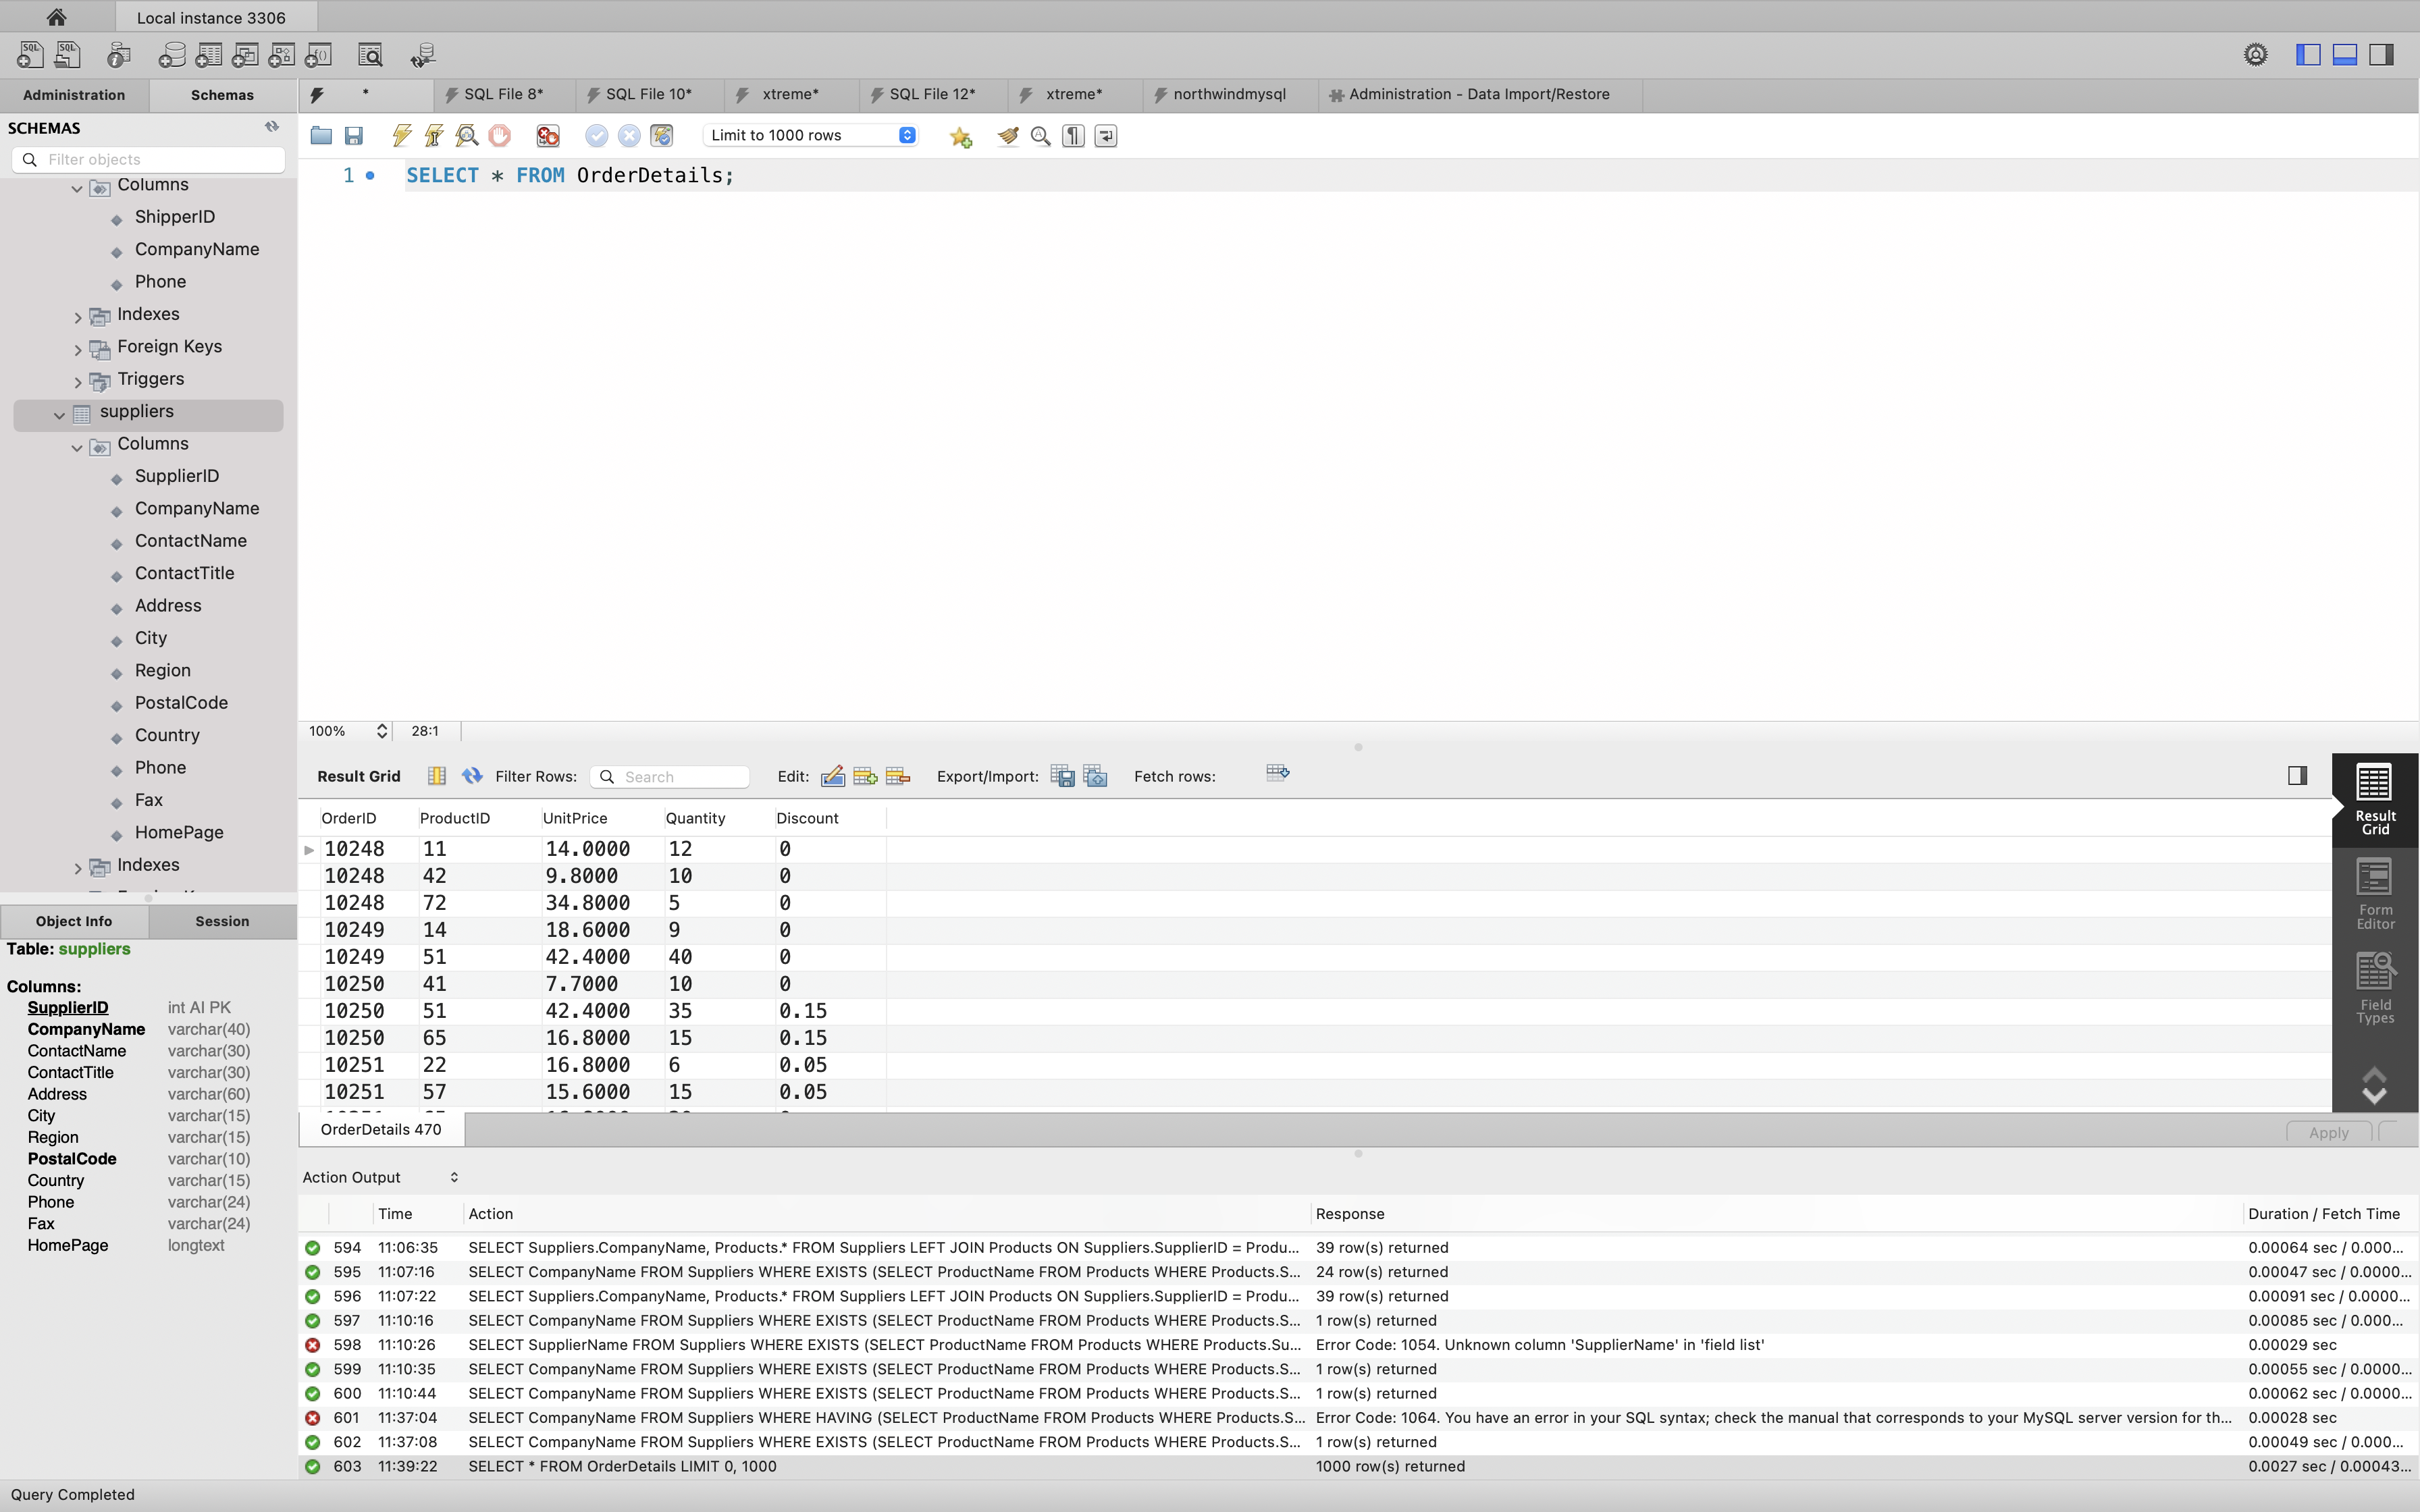 Local instance 3306
Administration Schemas
* SQL File 8* SQL File 10* xtreme* SQL File 12* xtreme* northwindmysql Administration - Data Import/Restore
SCHEMAS
Filter objects
Limit to 1000 rows
1 SELECT * FROM OrderDetails;
Columns
ShipperID
CompanyName
Phone
Indexes
Foreign Keys
Triggers
suppliers
Columns
SupplierID
CompanyName
ContactName
ContactTitle
Address
City
Region
PostalCode
Country
Phone
Fax
HomePage
Indexes
Object Info Session
Table: suppliers
Columns:
SupplierID int AI PK
CompanyName varchar(40)
ContactName varchar(30)
ContactTitle varchar(30)
Address varchar(60)
City varchar(15)
Region varchar(15)
PostalCode varchar(10)
Country varchar(15)
Phone varchar(24)
Fax varchar(24)
HomePage longtext
100% 28:1
Result Grid Filter Rows: Search Edit: Export/Import: Fetch rows:
OrderID ProductID UnitPrice Quantity Discount
10248 11 14.0000 12 0
10248 42 9.8000 10 0
10248 72 34.8000 5 0
10249 14 18.6000 9 0
10249 51 42.4000 40 0
10250 41 7.7000 10 0
10250 51 42.4000 35 0.15
10250 65 16.8000 15 0.15
10251 22 16.8000 6 0.05
10251 57 15.6000 15 0.05
Result
Grid
Form
Editor
Field
Types
OrderDetails 470
Apply
Action Output
Time Action Response Duration / Fetch Time
594 11:06:35 SELECT Suppliers.CompanyName, Products.* FROM Suppliers LEFT JOIN Products ON Suppliers.SupplierID = Produ... 39 row(s) returned 0.00064 sec / 0.000...
595 11:07:16 SELECT CompanyName FROM Suppliers WHERE EXISTS (SELECT ProductName FROM Products WHERE Products.S... 24 row(s) returned 0.00047 sec / 0.0000...
596 11:07:22 SELECT Suppliers.CompanyName, Products.* FROM Suppliers LEFT JOIN Products ON Suppliers.SupplierID = Produ... 39 row(s) returned 0.00091 sec / 0.0000...
597 11:10:16 SELECT CompanyName FROM Suppliers WHERE EXISTS (SELECT ProductName FROM Products WHERE Products.S... 1 row(s) returned 0.00085 sec / 0.000...
598 11:10:26 SELECT SupplierName FROM Suppliers WHERE EXISTS (SELECT ProductName FROM Products WHERE Products.Su... Error Code: 1054. Unknown column 'SupplierName' in 'field list' 0.00029 sec
599 11:10:35 SELECT CompanyName FROM Suppliers WHERE EXISTS (SELECT ProductName FROM Products WHERE Products.S... 1 row(s) returned 0.00055 sec / 0.0000...
600 11:10:44 SELECT CompanyName FROM Suppliers WHERE EXISTS (SELECT ProductName FROM Products WHERE Products.S... 1 row(s) returned 0.00062 sec / 0.0000...
601 11:37:04 SELECT CompanyName FROM Suppliers WHERE HAVING (SELECT ProductName FROM Products WHERE Products.S... Error Code: 1064. You have an error in your SQL syntax; check the manual that corresponds to your MySQL server version for th... 0.00028 sec
602 11:37:08 SELECT CompanyName FROM Suppliers WHERE EXISTS (SELECT ProductName FROM Products WHERE Products.S... 1 row(s) returned 0.00049 sec / 0.000...
603 11:39:22 SELECT * FROM OrderDetails LIMIT 0, 1000 1000 row(s) returned 0.0027 sec / 0.00043...
Query Completed